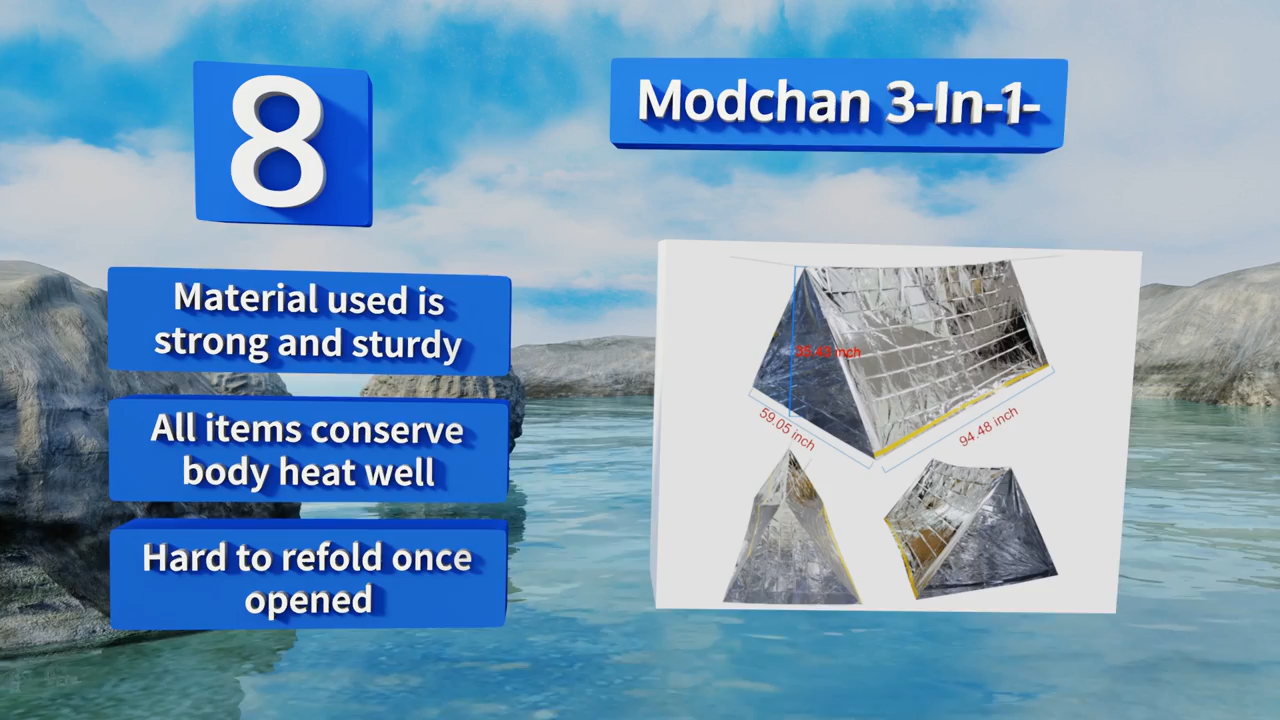 8
Modchan 3-In-1-
Material used is
strong and sturdy
All items conserve
body heat well
Hard to refold once
opened
59.05 inch
94.48 inch